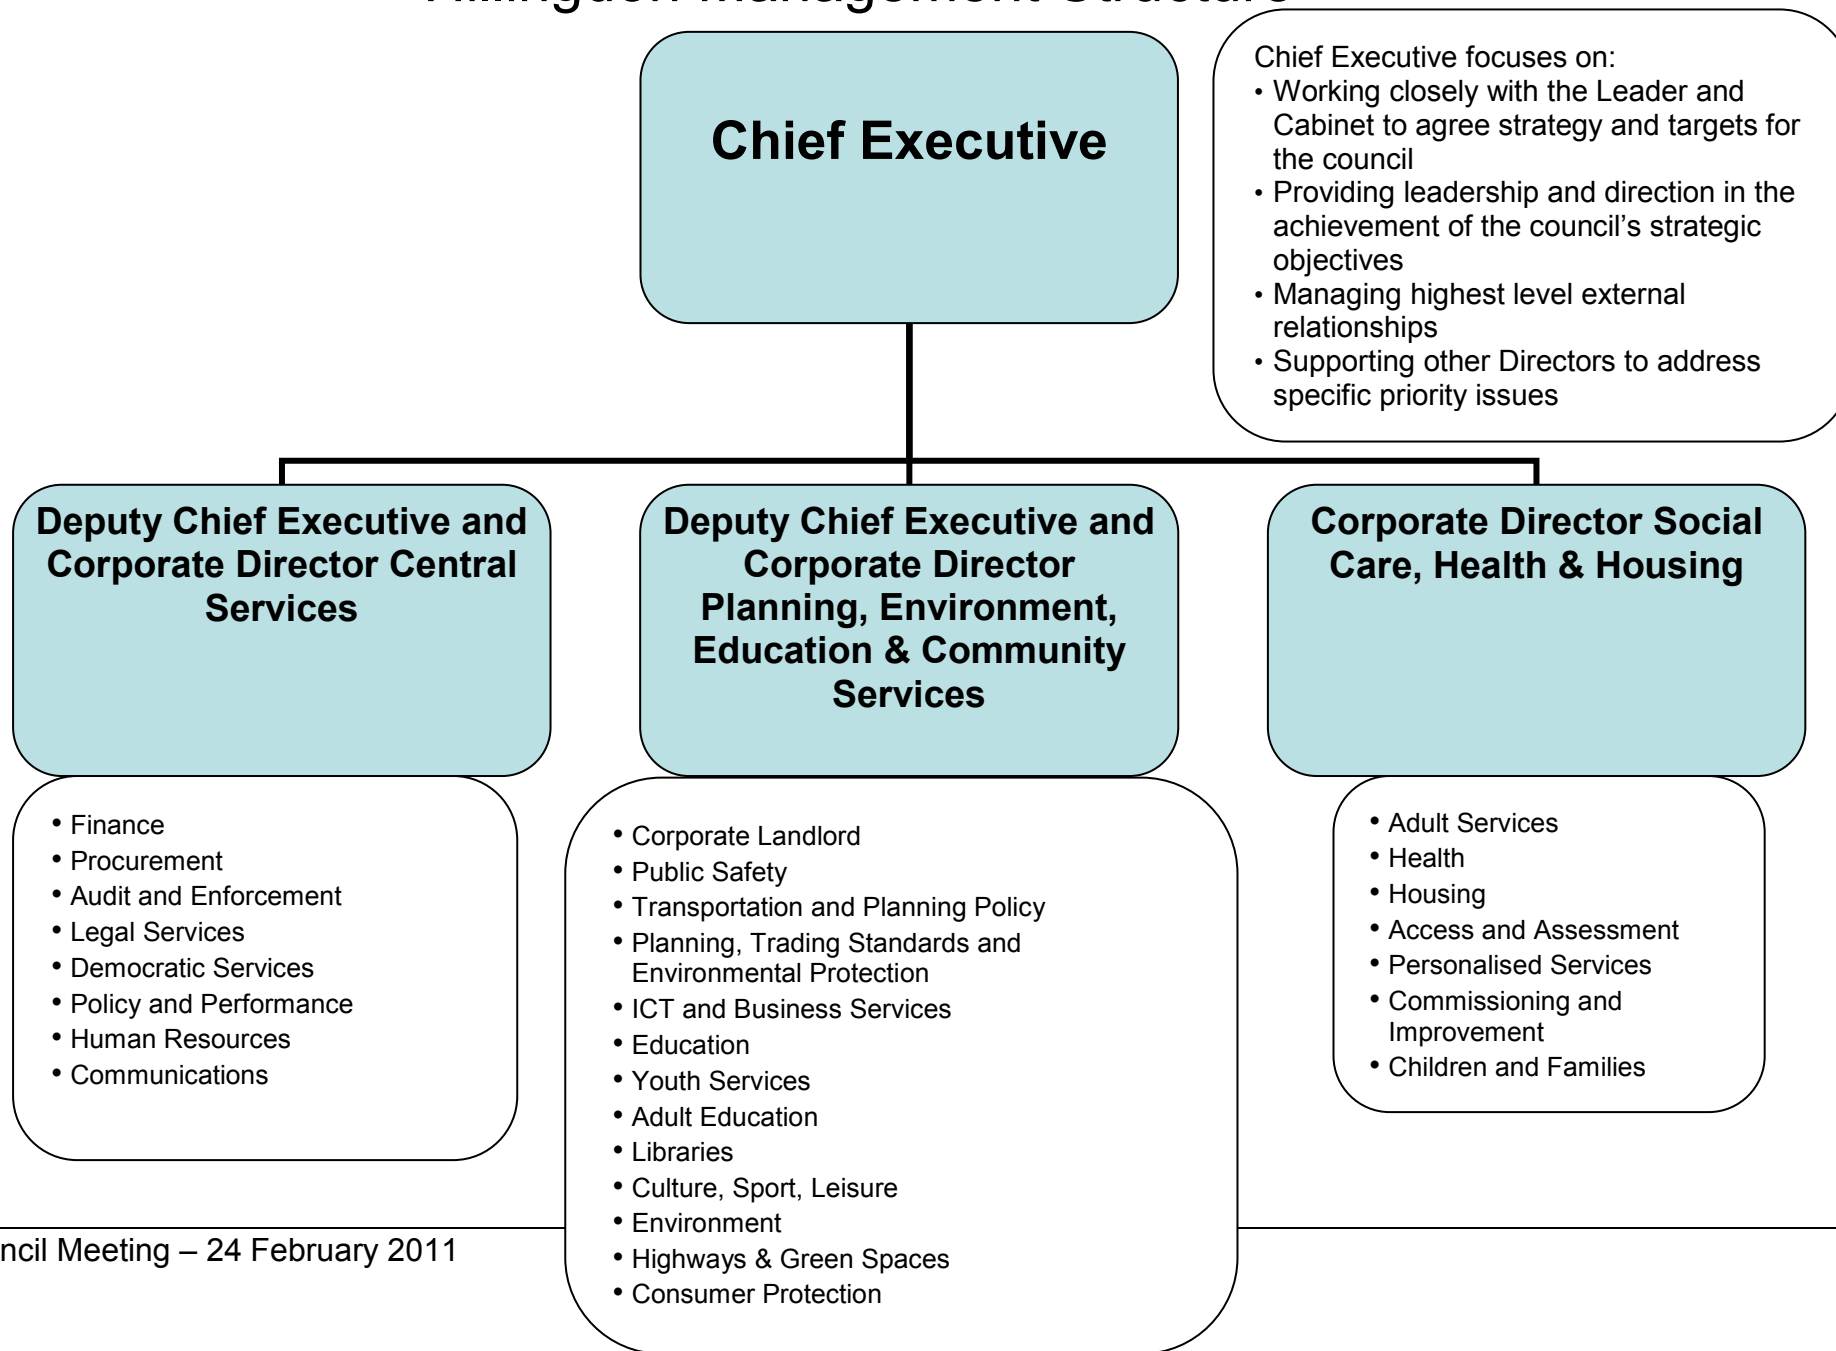 Hillingdon Management Structure
Chief Executive
Chief Executive focuses on:
• Working closely with the Leader and
Cabinet to agree strategy and targets for
the council
• Providing leadership and direction in the
achievement of the council’s strategic
objectives
• Managing highest level external
relationships
• Supporting other Directors to address
specific priority issues
Deputy Chief Executive and
Corporate Director Central
Services
Deputy Chief Executive and
Corporate Director
Planning, Environment,
Education & Community
Services
Corporate Director Social
Care, Health & Housing
• Finance
• Procurement
• Audit and Enforcement
• Legal Services
• Democratic Services
• Policy and Performance
• Human Resources
• Communications
• Corporate Landlord
• Public Safety
• Transportation and Planning Policy
• Planning, Trading Standards and
Environmental Protection
• ICT and Business Services
• Education
• Youth Services
• Adult Education
• Libraries
• Culture, Sport, Leisure
• Environment
• Highways & Green Spaces
• Consumer Protection
• Adult Services
• Health
• Housing
• Access and Assessment
• Personalised Services
• Commissioning and
Improvement
• Children and Families
ncil Meeting – 24 February 2011